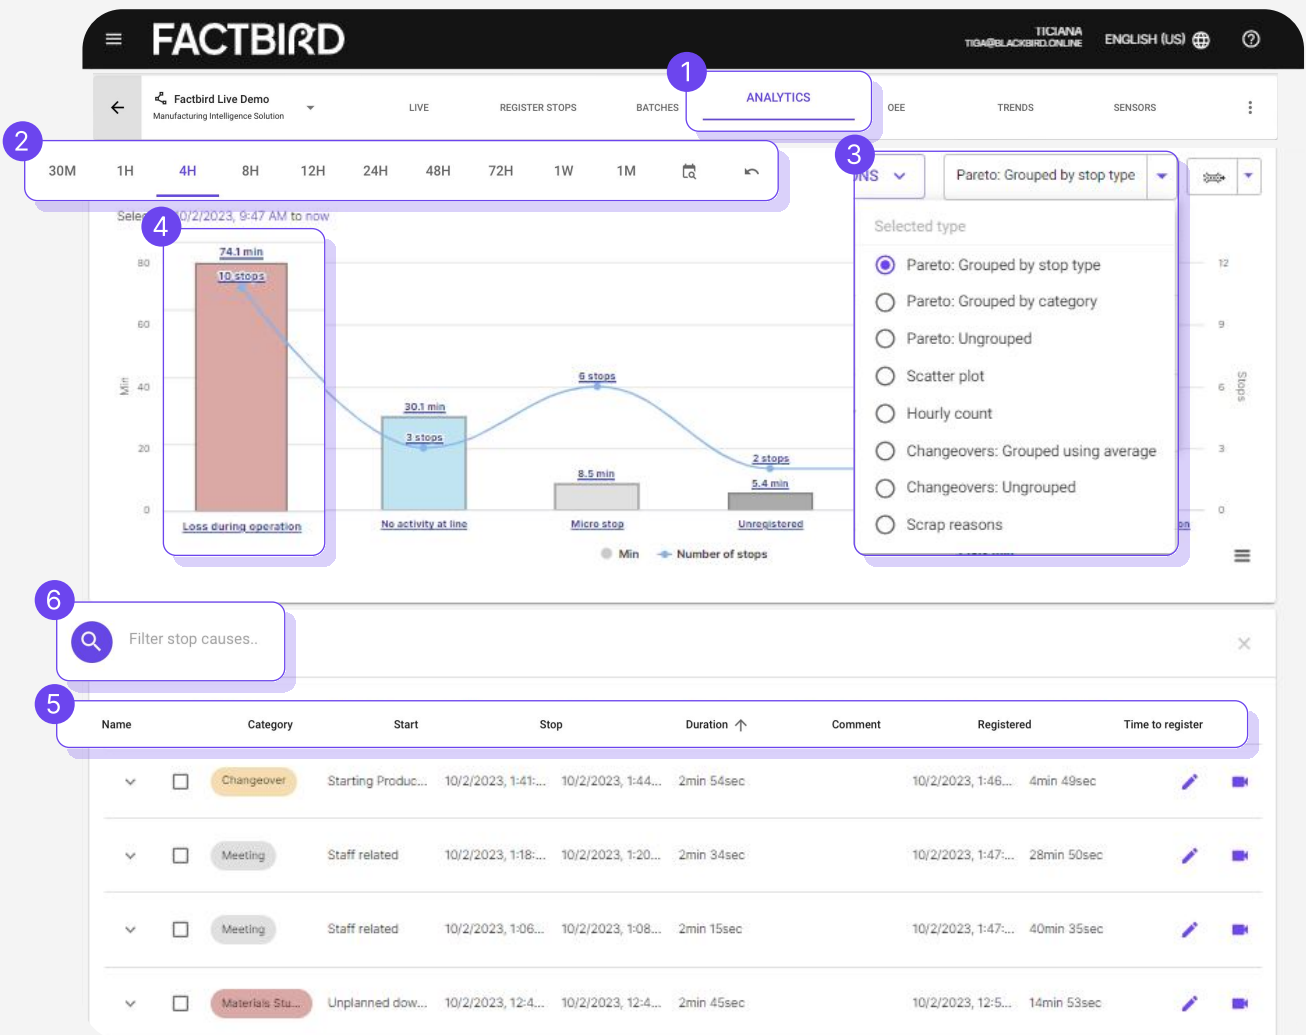 FACTBIRD
TICIANA
TIGA@BLACKBIRD.ONLINE
ENGLISH (US)
1
Factbird Live Demo
Manufacturing Intelligence Solution
LIVE
REGISTER STOPS
BATCHES
ANALYTICS
OEE
TRENDS
SENSORS
2
30M 1H 4H 8H 12H 24H 48H 72H 1W 1M
3
NS
Pareto: Grouped by stop type
Selected type
Pareto: Grouped by stop type
Pareto: Grouped by category
Pareto: Ungrouped
Scatter plot
Hourly count
Changeovers: Grouped using average
Changeovers: Ungrouped
Scrap reasons
Selec 0/2/2023, 9:47 AM to now
4
80
60
40
20
0
Min
74.1 min
10 stops
30.1 min
3 stops
6 stops
8.5 min
2 stops
5.4 min
Loss during operation
No activity at line
Micro stop
Unregistered
on
12
9
6
3
0
Stops
Min
Number of stops
6
Filter stop causes..
5
Name Category Start Stop Duration Comment Registered Time to register
Changeover Starting Produc... 10/2/2023, 1:41:... 10/2/2023, 1:44... 2min 54sec 10/2/2023, 1:46... 4min 49sec
Meeting Staff related 10/2/2023, 1:18:... 10/2/2023, 1:20... 2min 34sec 10/2/2023, 1:47:... 28min 50sec
Meeting Staff related 10/2/2023, 1:06... 10/2/2023, 1:08... 2min 15sec 10/2/2023, 1:47:... 40min 35sec
Materials Stu... Unplanned dow... 10/2/2023, 12:4... 10/2/2023, 12:4... 2min 45sec 10/2/2023, 12:5... 14min 53sec